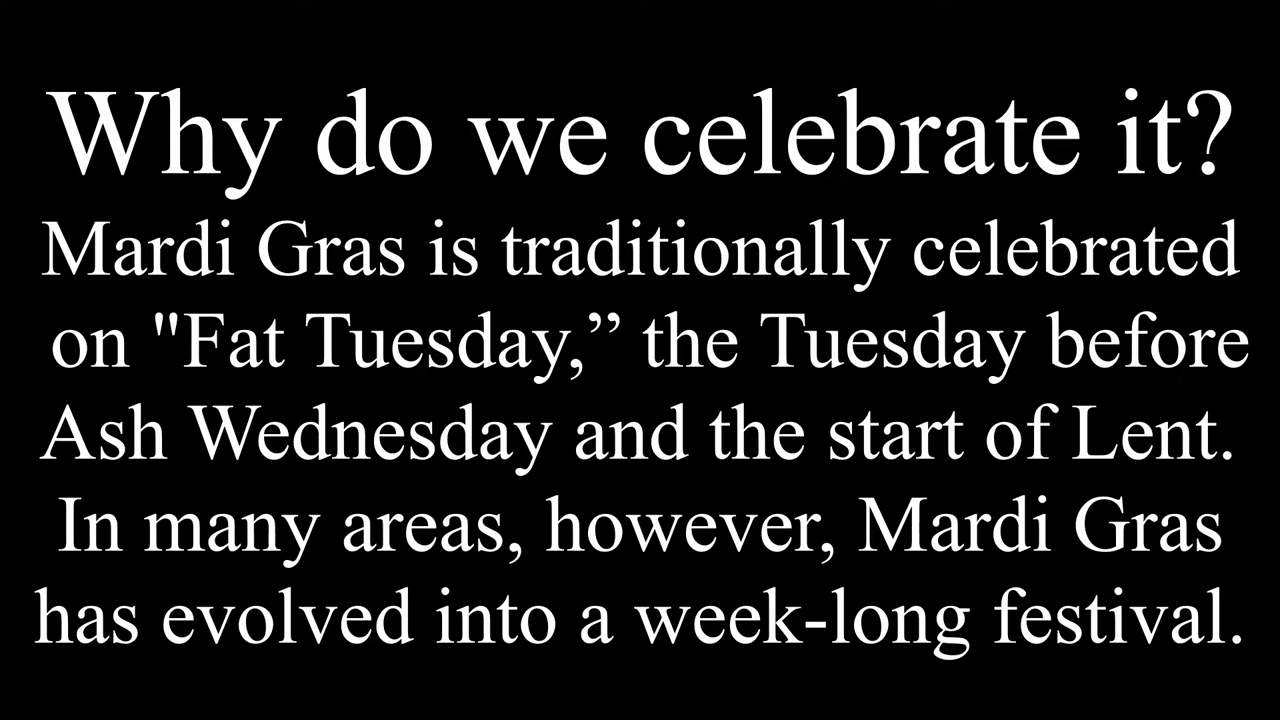 Why do we celebrate it?
Mardi Gras is traditionally celebrated
on "Fat Tuesday,” the Tuesday before
Ash Wednesday and the start of Lent.
In many areas, however, Mardi Gras
has evolved into a week-long festival.